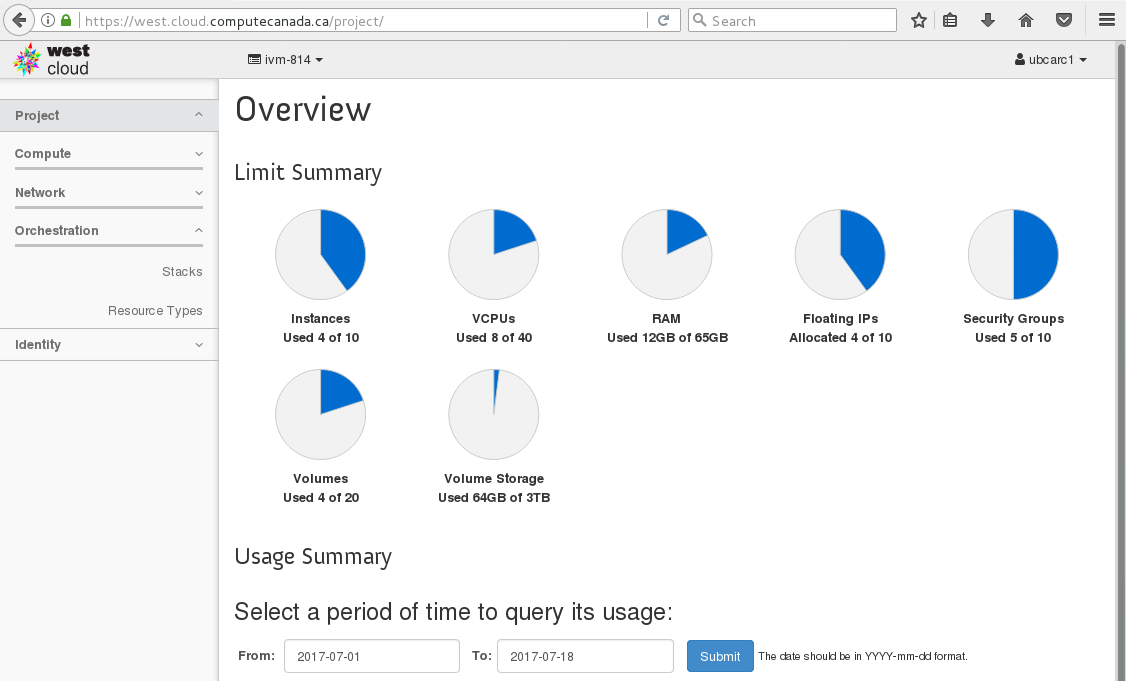 https://west.cloud.computecanada.ca/project/
Search
west
cloud
ivm-814
ubcarc1
Project
Compute
Network
Orchestration
Stacks
Resource Types
Identity
Overview
Limit Summary
Instances
Used 4 of 10
VCPUs
Used 8 of 40
RAM
Used 12GB of 65GB
Floating IPs
Allocated 4 of 10
Security Groups
Used 5 of 10
Volumes
Used 4 of 20
Volume Storage
Used 64GB of 3TB
Usage Summary
Select a period of time to query its usage:
From: 2017-07-01 To: 2017-07-18 Submit The date should be in YYYY-mm-dd format.